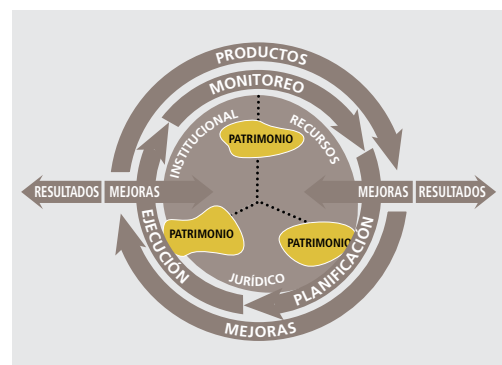 PRODUCTOS
MONITOREO
INSTITUCIONAL
RECURSOS
PATRIMONIO
RESULTADOS MEJORAS
MEJORAS RESULTADOS
PATRIMONIO
PATRIMONIO
EJECUCIÓN
JURÍDICO
PLANIFICACIÓN
MEJORAS